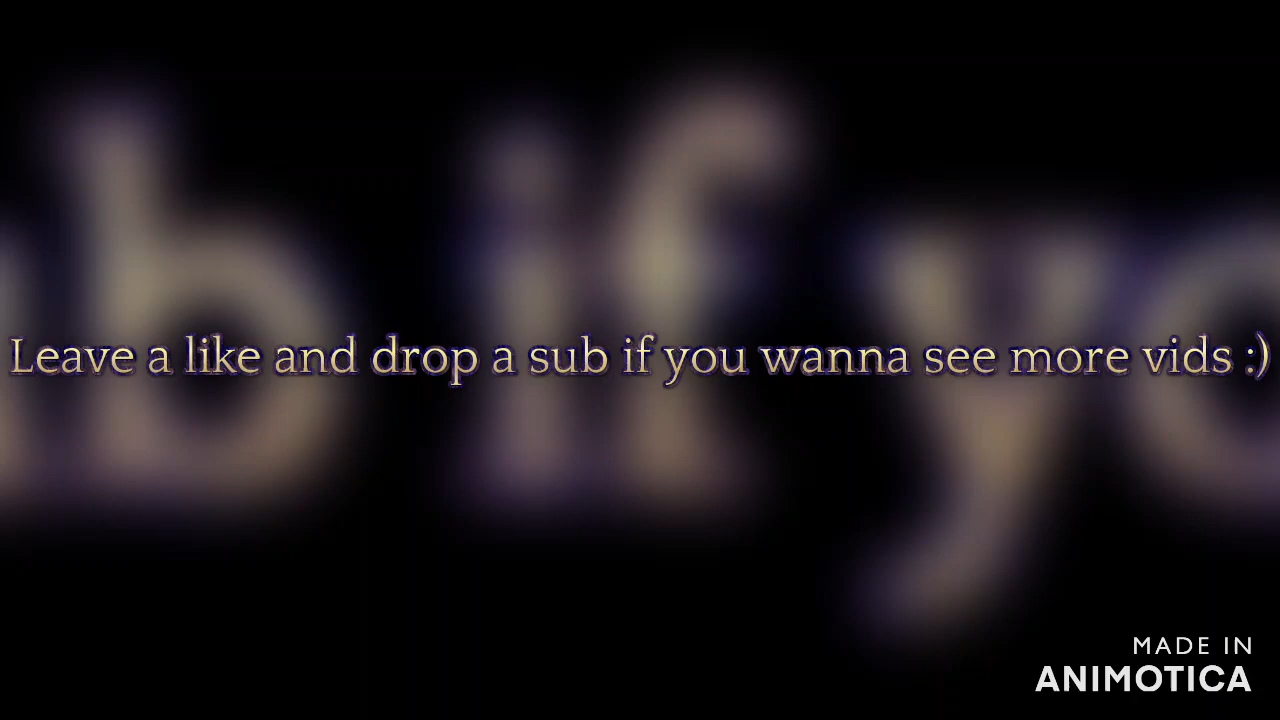 Leave a like and drop a sub if you wanna see more vids :)
MADE IN
ANIMOTICA